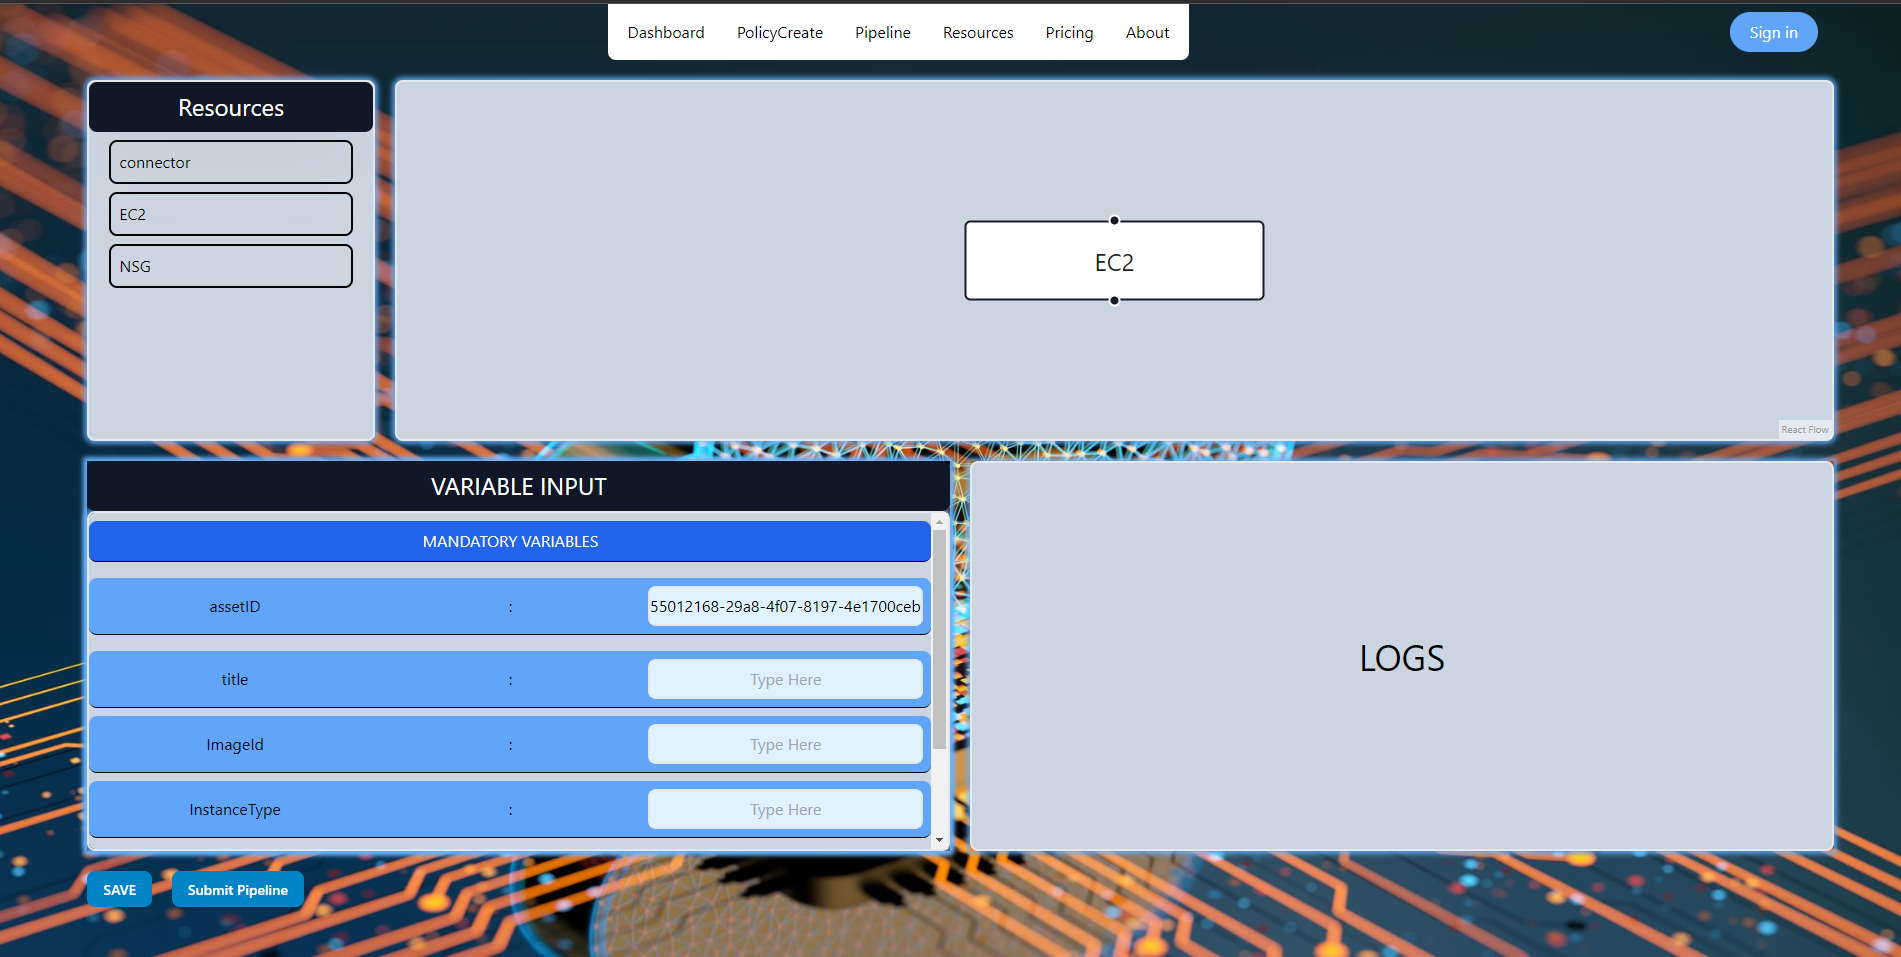 Dashboard PolicyCreate Pipeline Resources Pricing About
Sign in
Resources
connector
EC2
NSG
EC2
React Flow
VARIABLE INPUT
MANDATORY VARIABLES
assetID : 55012168-29a8-4f07-8197-4e1700ceb
title : Type Here
ImageId : Type Here
InstanceType : Type Here
LOGS
SAVE Submit Pipeline